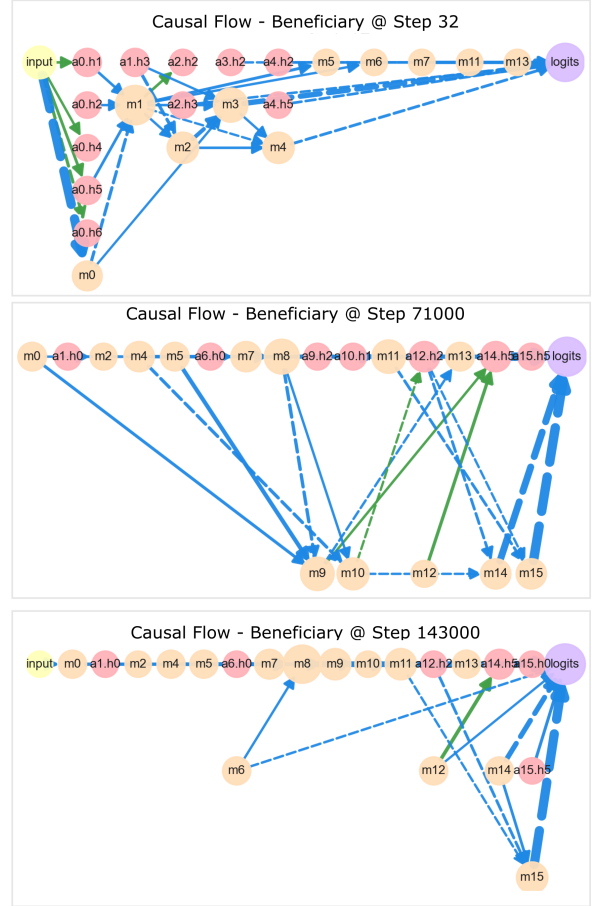 Causal Flow - Beneficiary @ Step 32
input a0.h1 a1.h3 a2.h2 a3.h2 a4.h2 m5 m6 m7 m11 m13 logits
a0.h2 m1 a2.h3 m3 a4.h5
a0.h4 m2 m4
a0.h5
a0.h6
m0
Causal Flow - Beneficiary @ Step 71000
m0 a1.h0 m2 m4 m5 a6.h0 m7 m8 a9.h2 a10.h1 m11 a12.h2 m13 a14.h5 a15.h5 logits
m9 m10 m12 m14 m15
Causal Flow - Beneficiary @ Step 143000
input m0 a1.h0 m2 m4 m5 a6.h0 m7 m8 m9 m10 m11 a12.h2 m13 a14.h5 a15.h0 logits
m6 m12 m14 a15.h5
m15